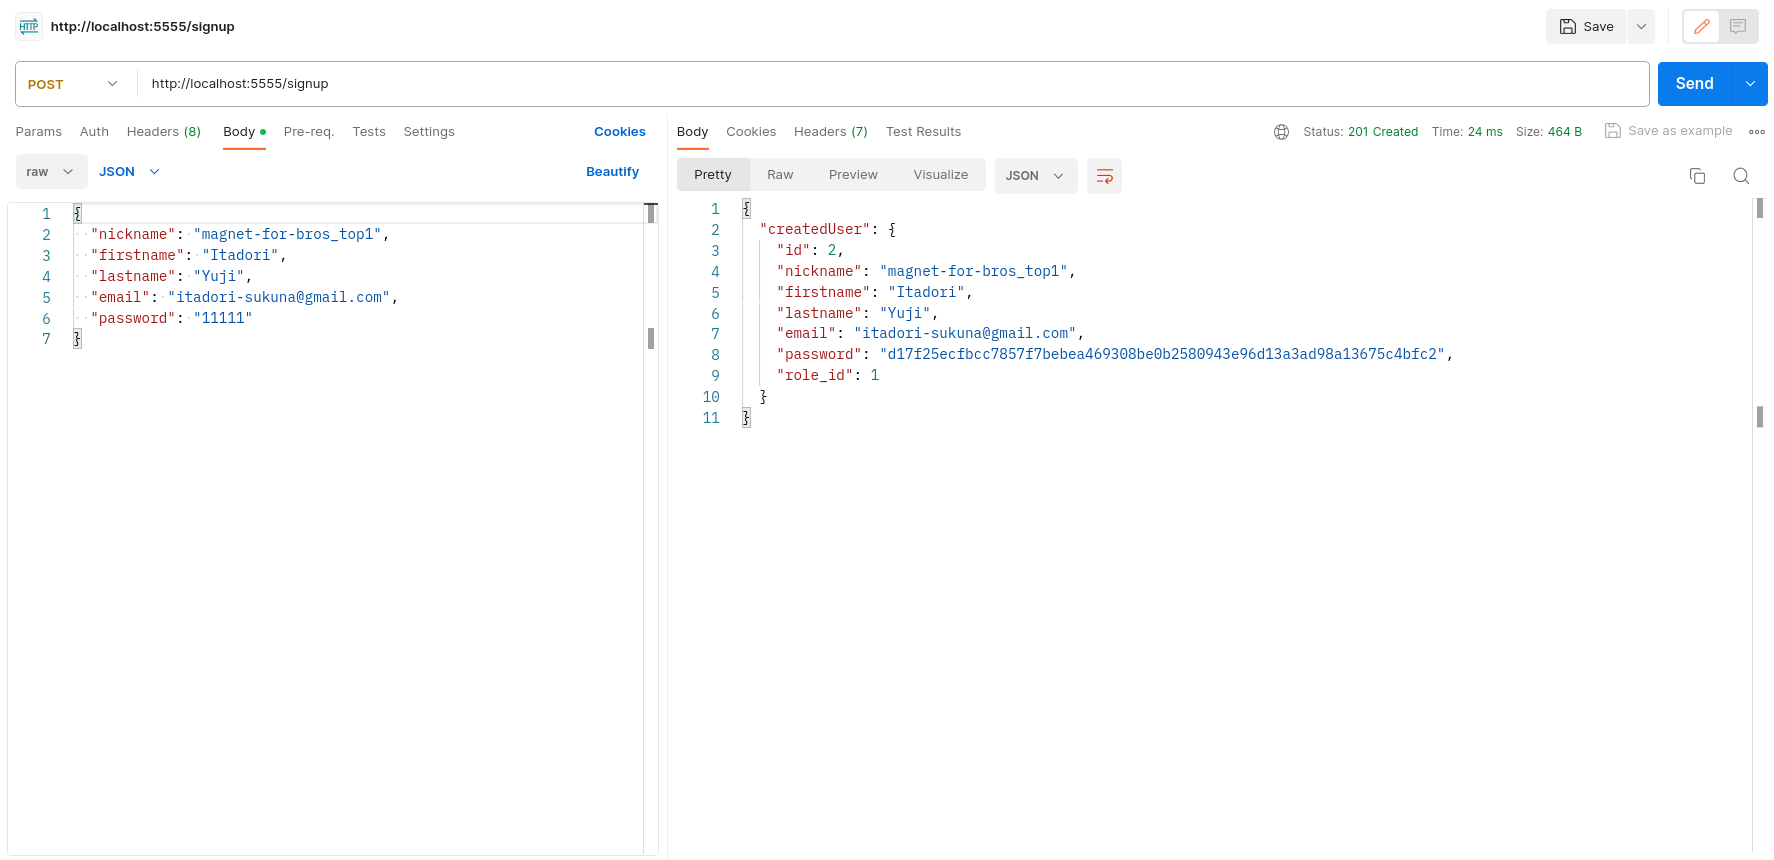 HTTP http://localhost:5555/signup
Save
POST http://localhost:5555/signup
Send
Params Auth Headers (8) Body Pre-req. Tests Settings Cookies
raw JSON Beautify
1 {
2 "nickname": "magnet-for-bros_top1",
3 "firstname": "Itadori",
4 "lastname": "Yuji",
5 "email": "itadori-sukuna@gmail.com",
6 "password": "11111"
7 }
Body Cookies Headers (7) Test Results
Status: 201 Created Time: 24 ms Size: 464 B Save as example
Pretty Raw Preview Visualize JSON
1 {
2 "createdUser": {
3 "id": 2,
4 "nickname": "magnet-for-bros_top1",
5 "firstname": "Itadori",
6 "lastname": "Yuji",
7 "email": "itadori-sukuna@gmail.com",
8 "password": "d17f25ecfbcc7857f7bebea469308be0b2580943e96d13a3ad98a13675c4bfc2",
9 "role_id": 1
10 }
11 }